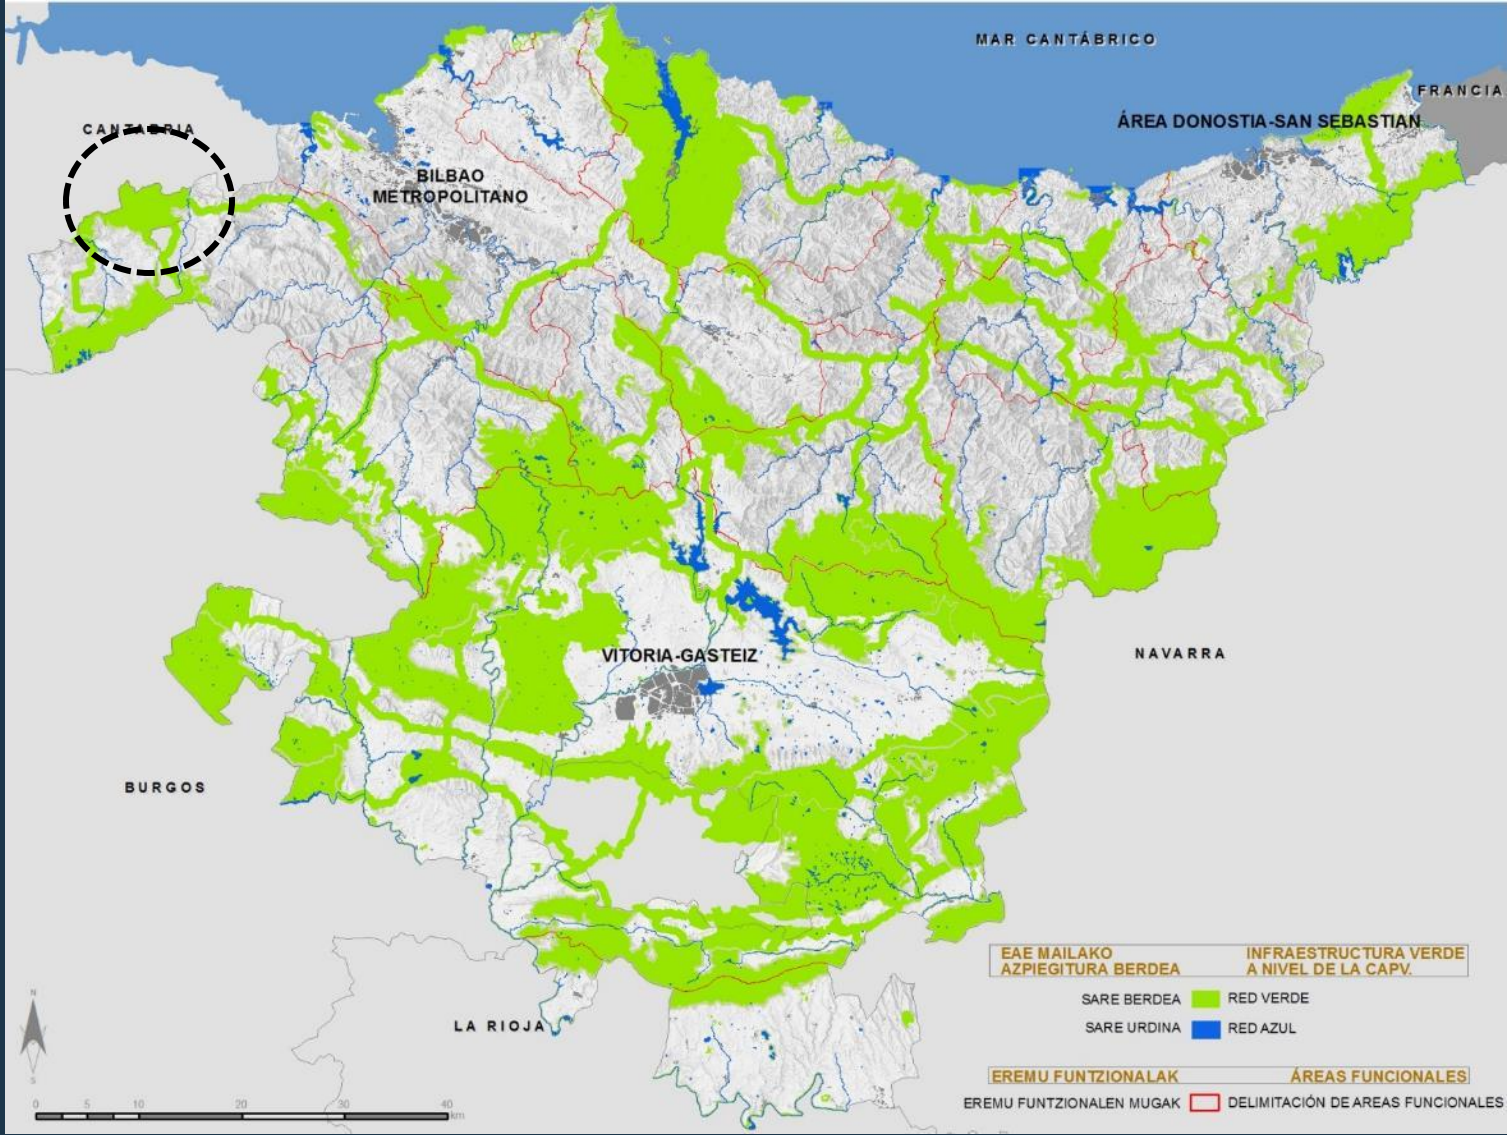 MAR CANTÁBRICO
FRANCIA
CANTABRIA
ÁREA DONOSTIA-SAN SEBASTIAN
BILBAO
METROPOLITANO
VITORIA-GASTEIZ
NAVARRA
BURGOS
LA RIOJA
EAE MAILAKO
AZPIEGITURA BERDEA
INFRAESTRUCTURA VERDE
A NIVEL DE LA CAPV.
SARE BERDEA RED VERDE
SARE URDINA RED AZUL
EREMU FUNTZIONALAK ÁREAS FUNCIONALES
EREMU FUNTZIONALEN MUGAK DELIMITACIÓN DE AREAS FUNCIONALES
N
S
0 5 10 20 30 40
km